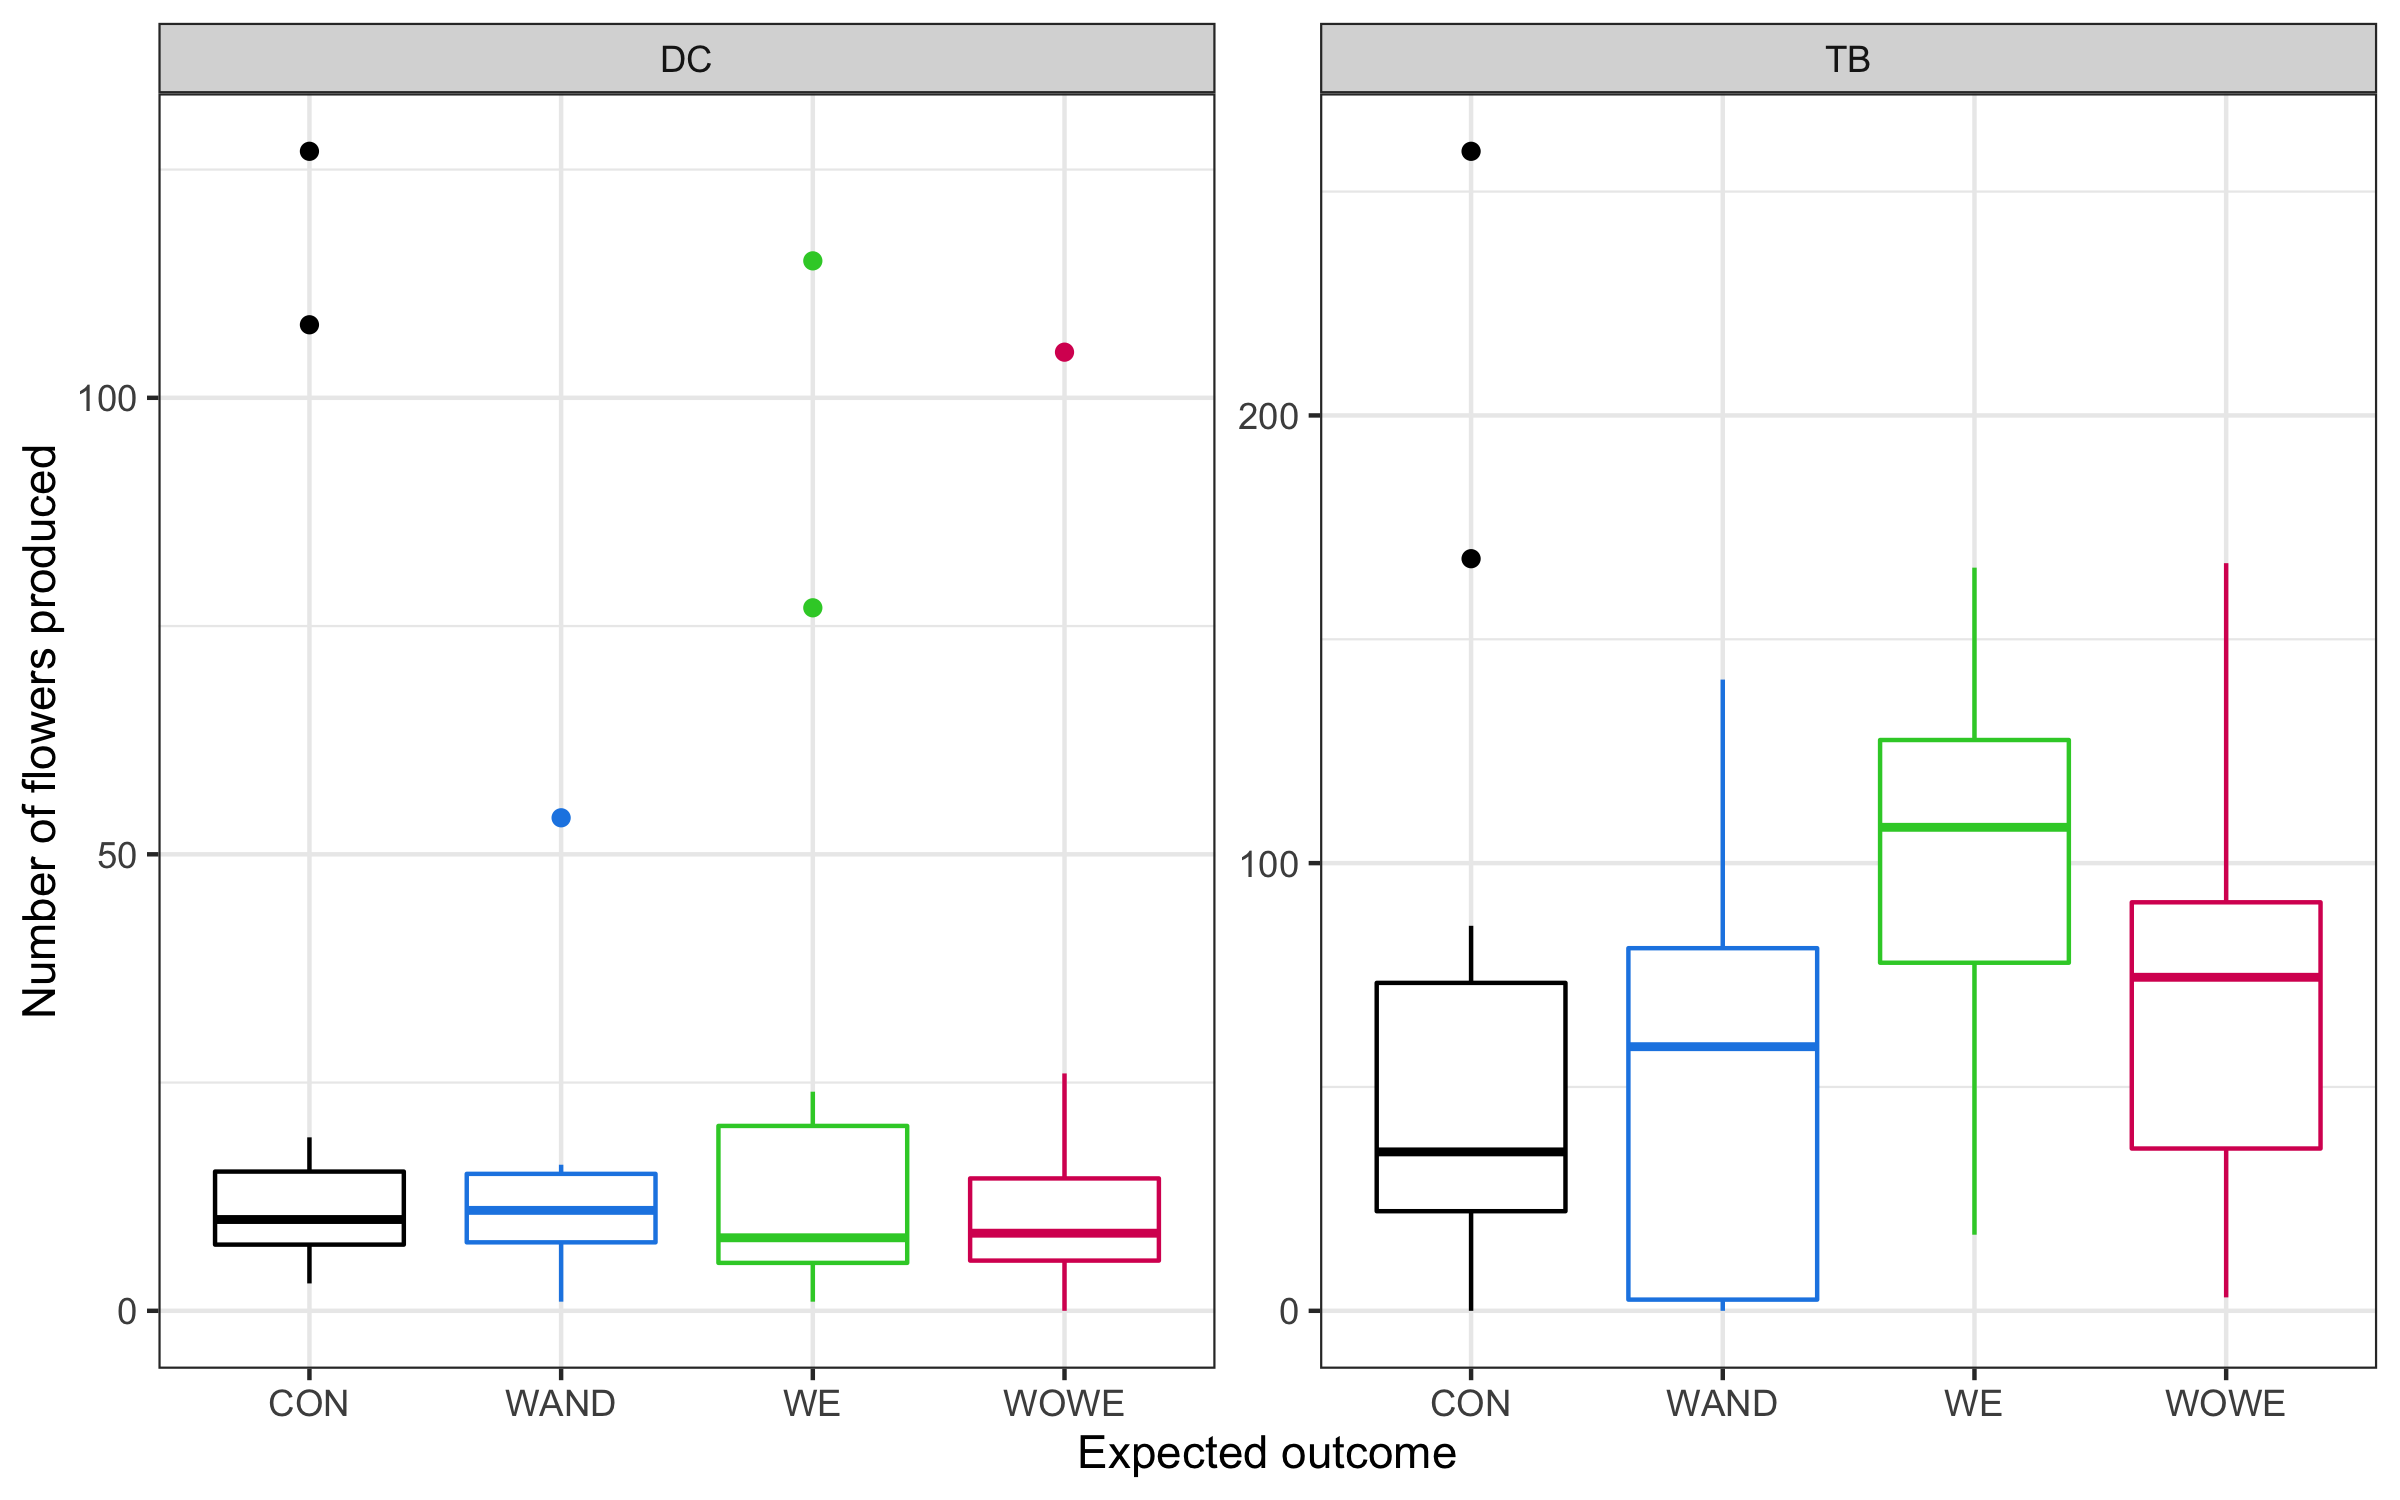 DC
TB
Number of flowers produced
100
50
0
200
100
0
CON WAND WE WOWE
CON WAND WE WOWE
Expected outcome